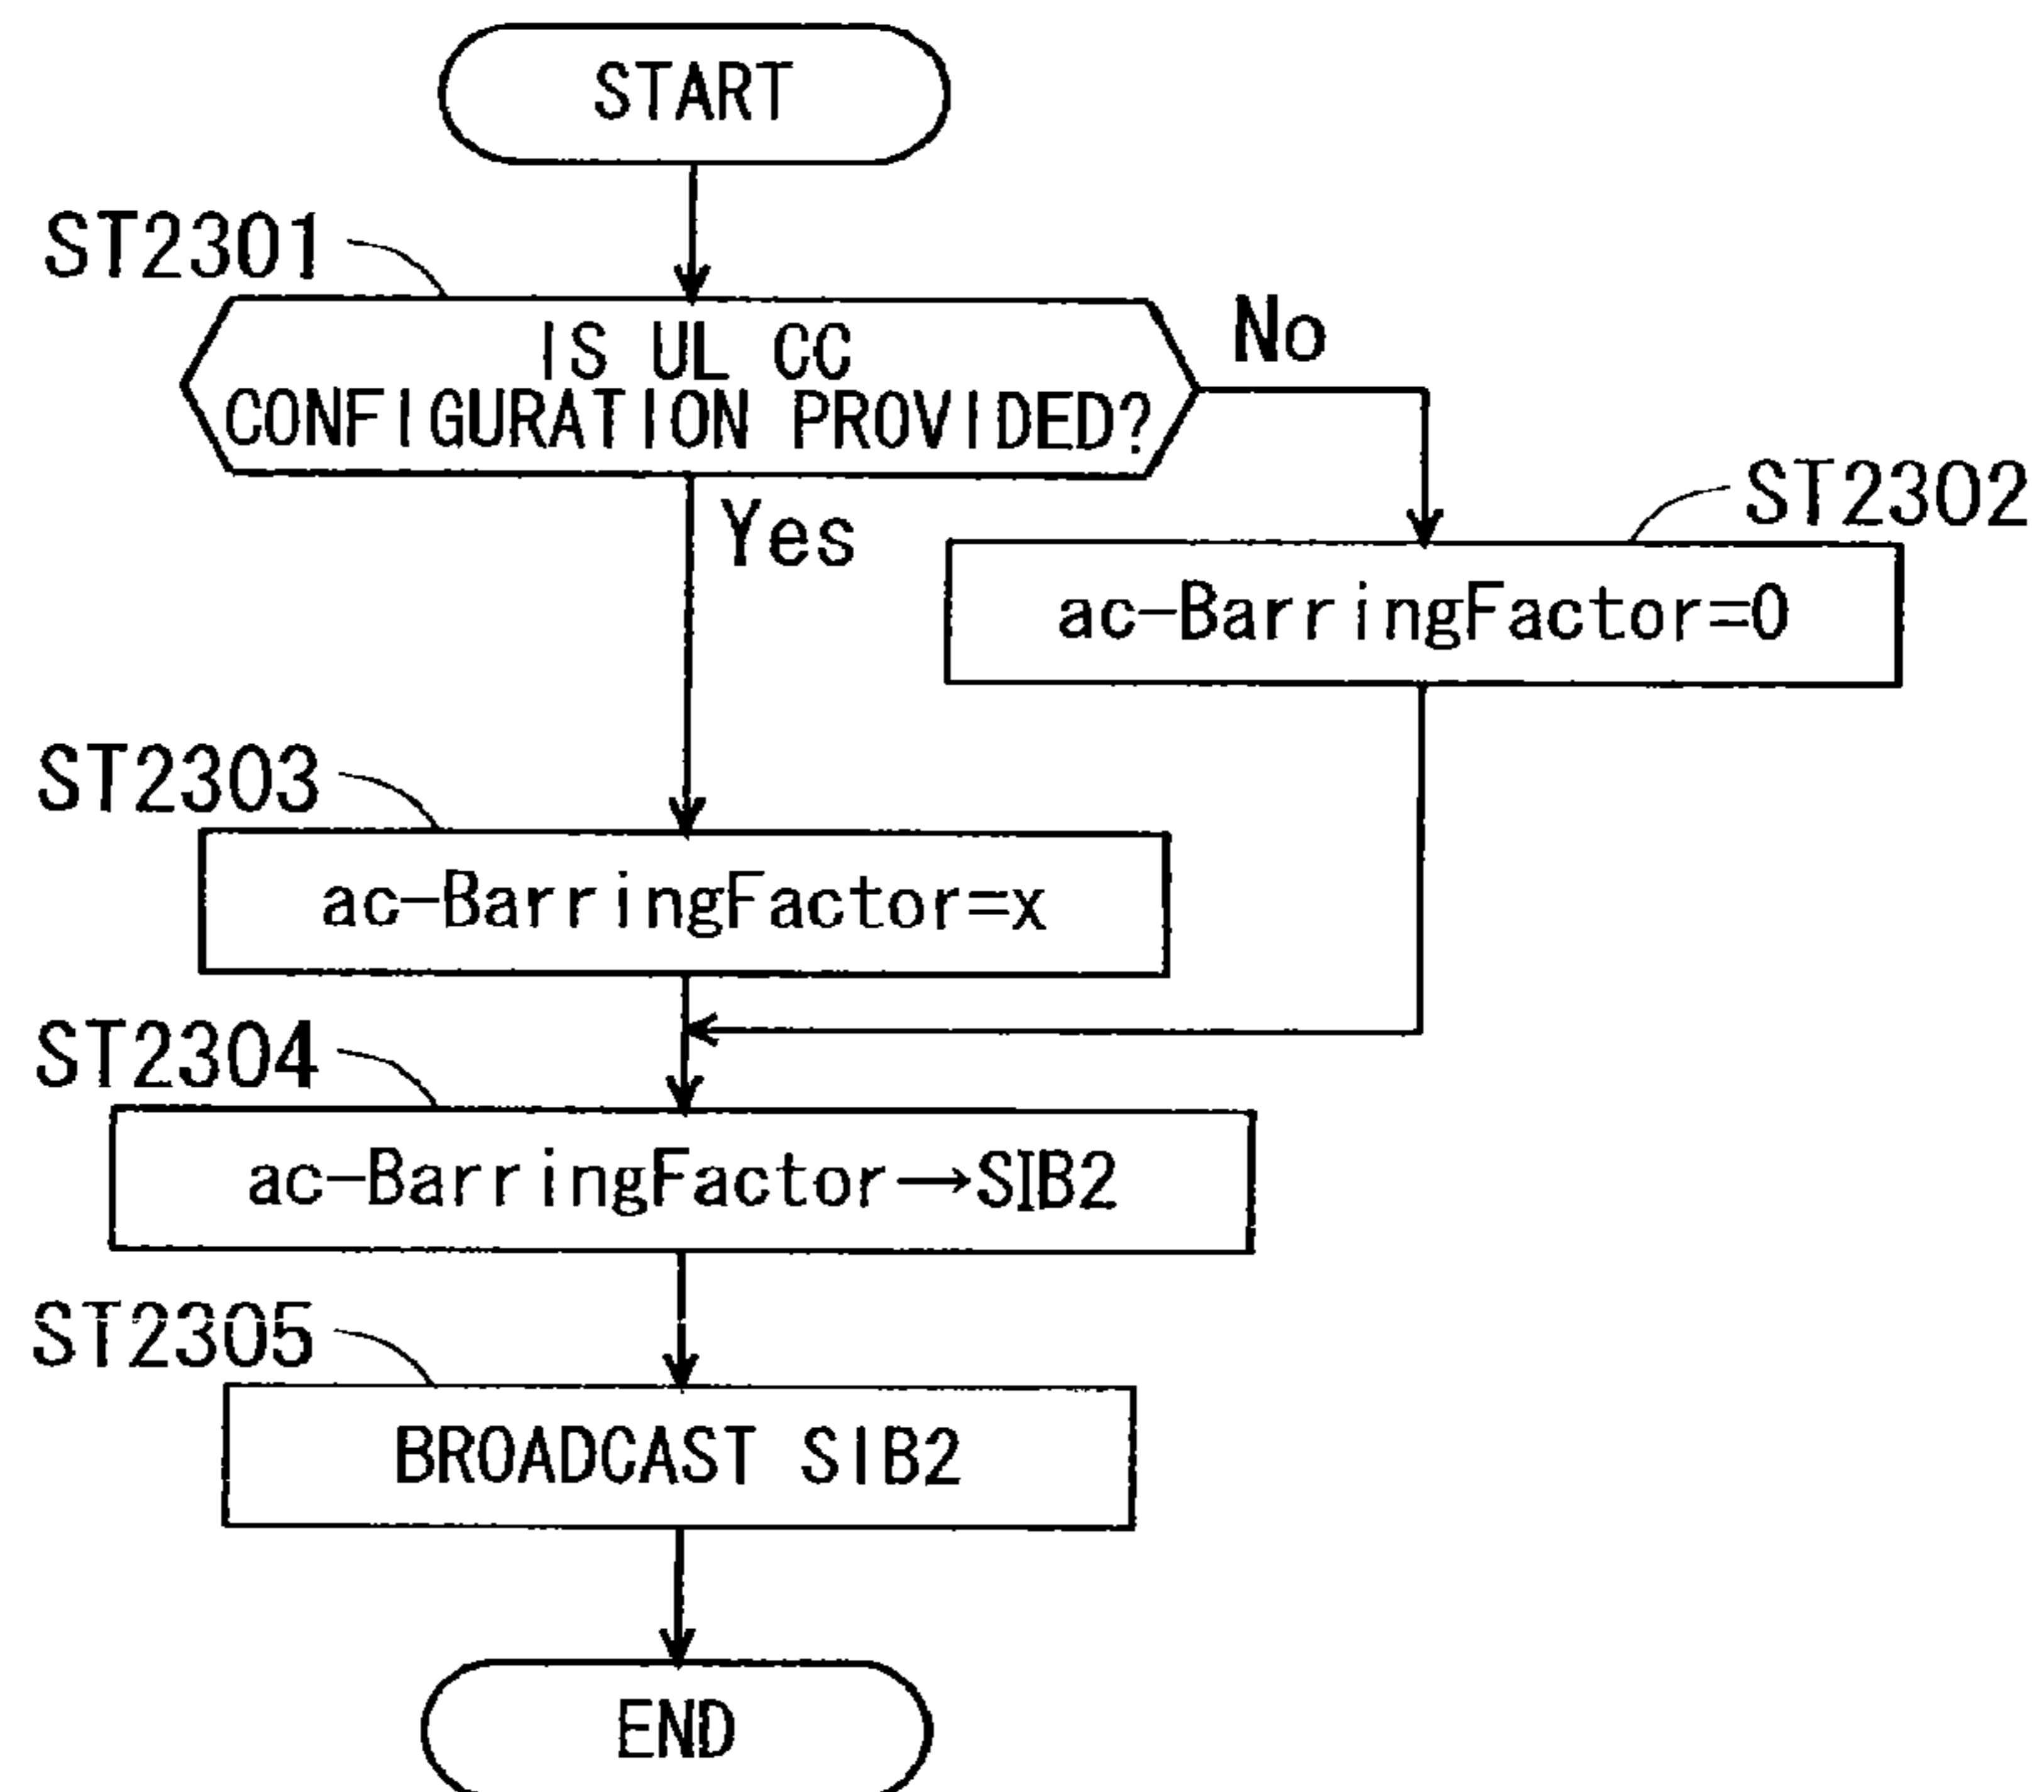 START
ST2301
IS UL CC
CONFIGURATION PROVIDED?
No
Yes
ST2302
ac-BarringFactor=0
ST2303
ac-BarringFactor=x
ST2304
ac-BarringFactor→SIB2
ST2305
BROADCAST SIB2
END